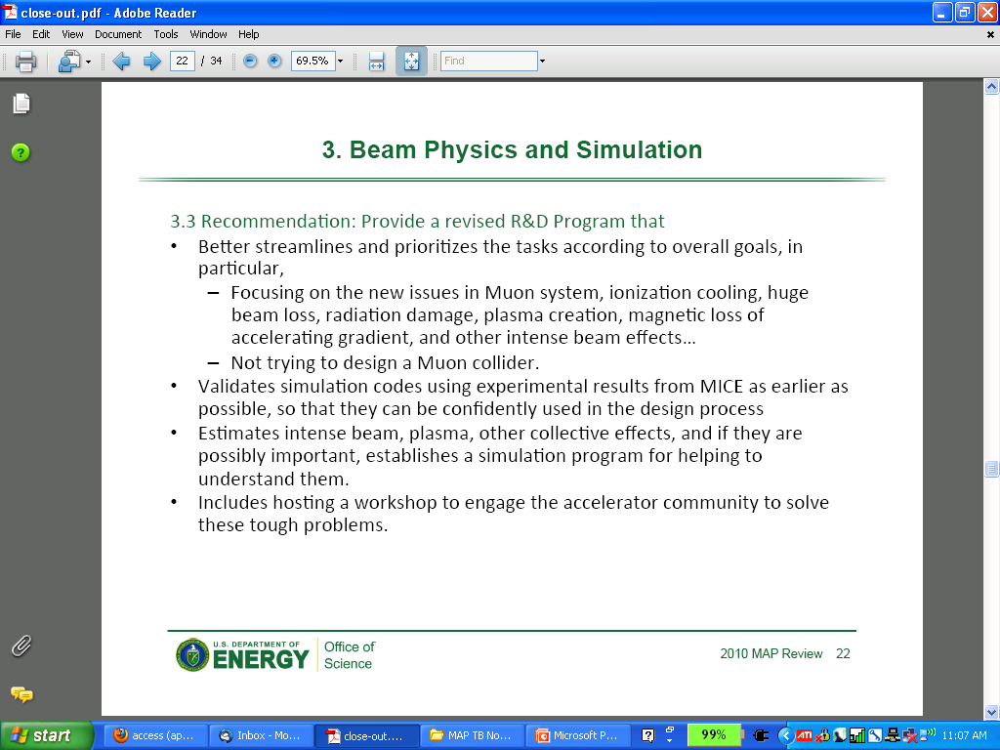 close-out.pdf - Adobe Reader
File Edit View Document Tools Window Help
22 / 34 69.5% Find
3. Beam Physics and Simulation
3.3 Recommendation: Provide a revised R&D Program that
• Better streamlines and prioritizes the tasks according to overall goals, in
particular,
– Focusing on the new issues in Muon system, ionization cooling, huge
beam loss, radiation damage, plasma creation, magnetic loss of
accelerating gradient, and other intense beam effects…
– Not trying to design a Muon collider.
• Validates simulation codes using experimental results from MICE as earlier as
possible, so that they can be confidently used in the design process
• Estimates intense beam, plasma, other collective effects, and if they are
possibly important, establishes a simulation program for helping to
understand them.
• Includes hosting a workshop to engage the accelerator community to solve
these tough problems.
U.S. DEPARTMENT OF
ENERGY
Office of
Science
2010 MAP Review 22
start access (ap... Inbox - Mo... close-out.... MAP TB No... Microsoft P... 99% ATI 11:07 AM